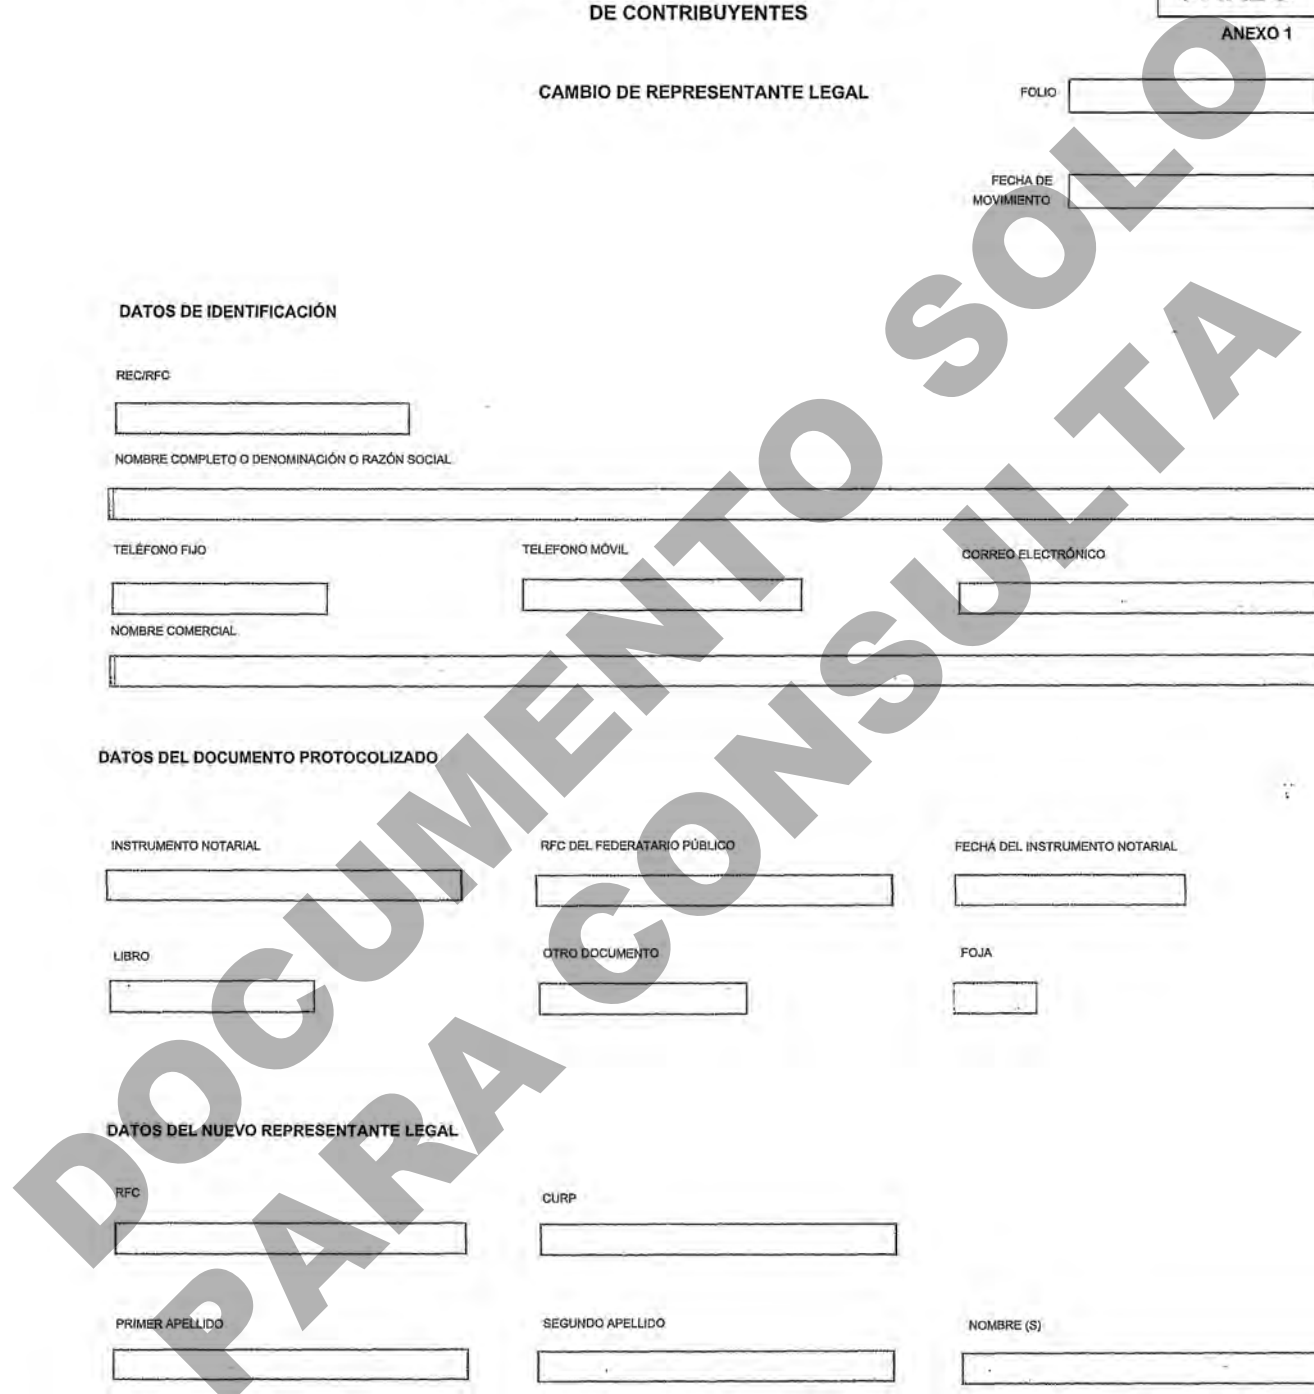 DE CONTRIBUYENTES
ANEXO 1
CAMBIO DE REPRESENTANTE LEGAL
FOLIO
FECHA DE
MOVIMIENTO
DATOS DE IDENTIFICACIÓN
REC/RFC
NOMBRE COMPLETO O DENOMINACIÓN O RAZÓN SOCIAL
TELÉFONO FIJO
TELEFONO MÓVIL
CORREO ELECTRÓNICO
NOMBRE COMERCIAL
DATOS DEL DOCUMENTO PROTOCOLIZADO
INSTRUMENTO NOTARIAL
RFC DEL FEDERATARIO PÚBLICO
FECHA DEL INSTRUMENTO NOTARIAL
LIBRO
OTRO DOCUMENTO
FOJA
DATOS DEL NUEVO REPRESENTANTE LEGAL
RFC
CURP
PRIMER APELLIDO
SEGUNDO APELLIDO
NOMBRE (S)
DOCUMENTO SOLO
PARA CONSULTA